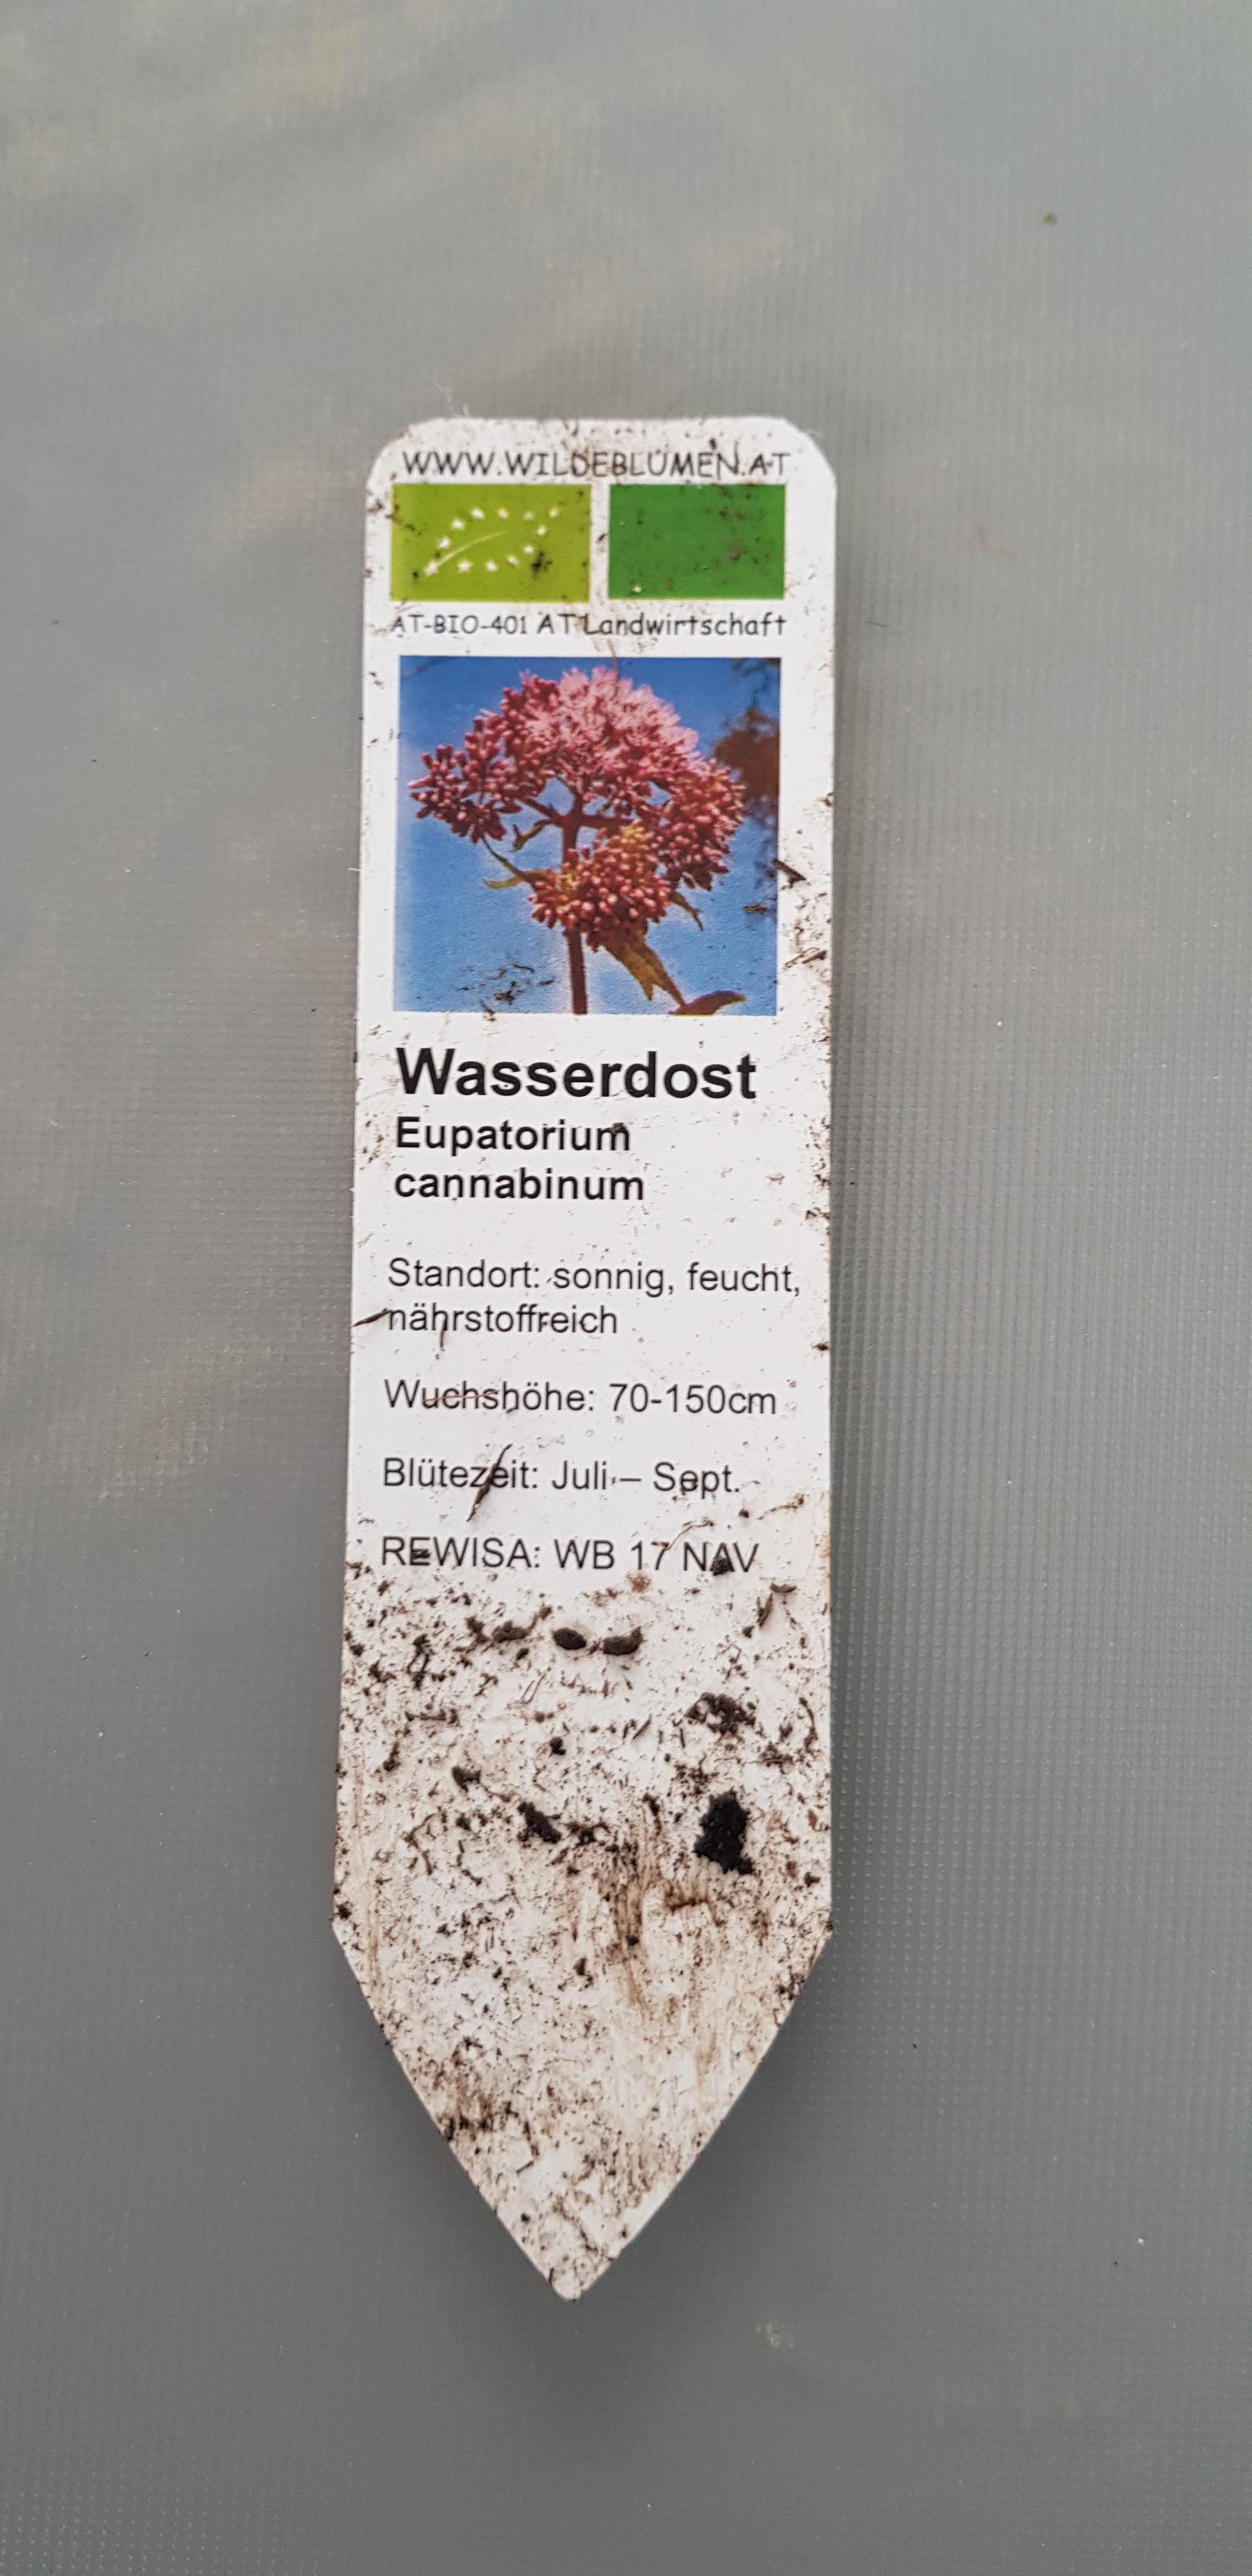 WWW.WILDEBLUMEN.AT
AT-BIO-401 AT Landwirtschaft
Wasserdost
Eupatorium
cannabinum
Standort: sonnig, feucht,
nährstoffreich
Wuchshöhe: 70-150cm
Blütezeit: Juli – Sept.
REWISA: WB 17 NAV